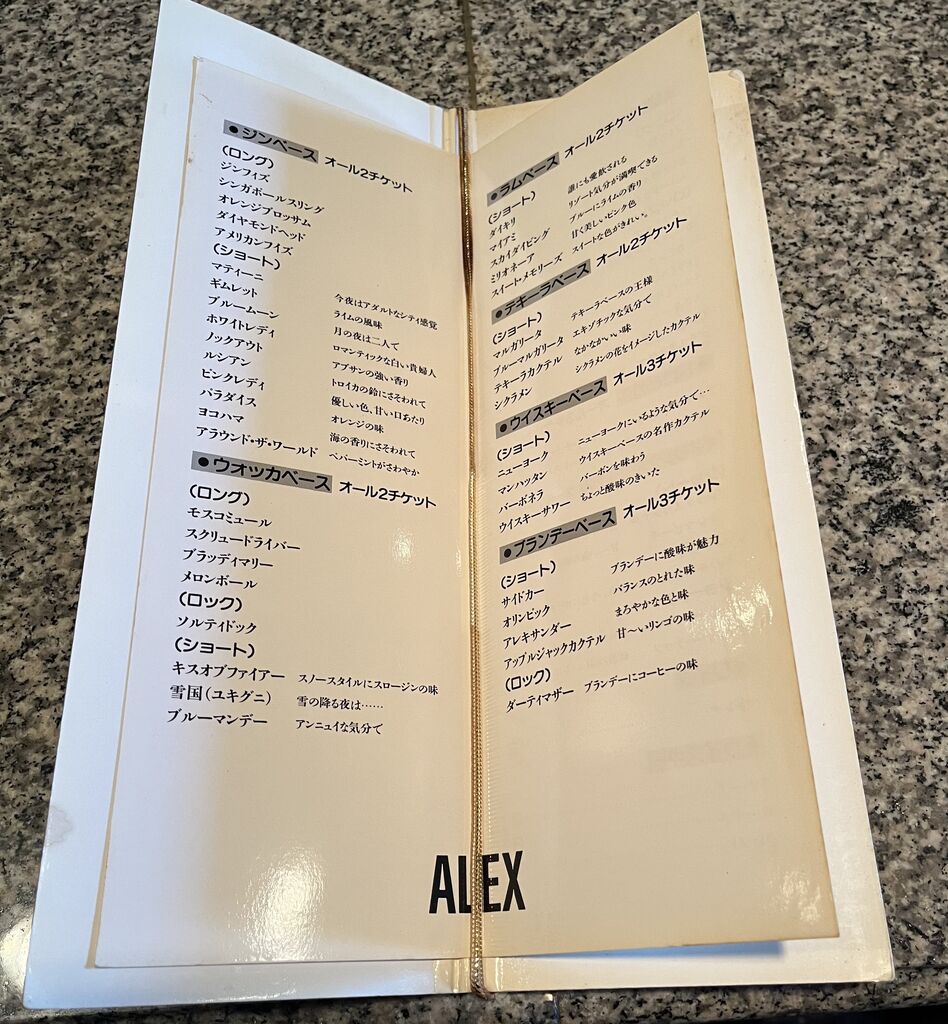 ●ジンベース オール2チケット
(ロング)
ジンフィズ
シンガポールスリング
オレンジブロッサム
ダイヤモンドヘッド
アメリカンフイズ
(ショート)
マティーニ 今夜はアダルトなシティ感覚
ギムレット ライムの風味
ブルームーン 月の夜は二人で
ホワイトレディ ロマンティックな白い貴婦人
ノックアウト アブサンの強い香り
ルシアン トロイカの鈴にさそわれて
ピンクレディ 優しい色、甘い口あたり
パラダイス オレンジの味
ヨコハマ 海の香りにさそわれて
アラウンド・ザ・ワールド ペパーミントがさわやか
●ウオッカベース オール2チケット
(ロング)
モスコミュール
スクリュードライバー
ブラッディマリー
メロンボール
(ロック)
ソルティドック
(ショート)
キスオブファイアー スノースタイルにスロージンの味
雪国(ユキグニ) 雪の降る夜は……
ブルーマンデー アンニュイな気分で
●ラムベース オール2チケット
(ショート)
ダイキリ 誰にも愛飲される
マイアミ リゾート気分が満喫できる
スカイダイビング ブルーにライムの香り
ミリオネーア 甘く美しいピンク色
スイート・メモリーズ スイートな色がきれい。
●テキーラベース オール2チケット
(ショート)
マルガリータ テキーラベースの王様
ブルーマルガリータ エキゾチックな気分で
テキーラカクテル なかなかいい味
シクラメン シクラメンの花をイメージしたカクテル
●ウイスキーベース オール3チケット
(ショート)
ニューヨーク ニューヨークにいるような気分で…
マンハッタン ウイスキーベースの名作カクテル
バーボネラ バーボンを味わう
ウイスキーサワー ちょっと酸味のきいた
●ブランデーベース オール3チケット
(ショート)
サイドカー ブランデーに酸味が魅力
オリンピック バランスのとれた味
アレキサンダー まろやかな色と味
アップルジャックカクテル 甘〜いリンゴの味
(ロック)
ダーティマザー ブランデーにコーヒーの味
ALEX